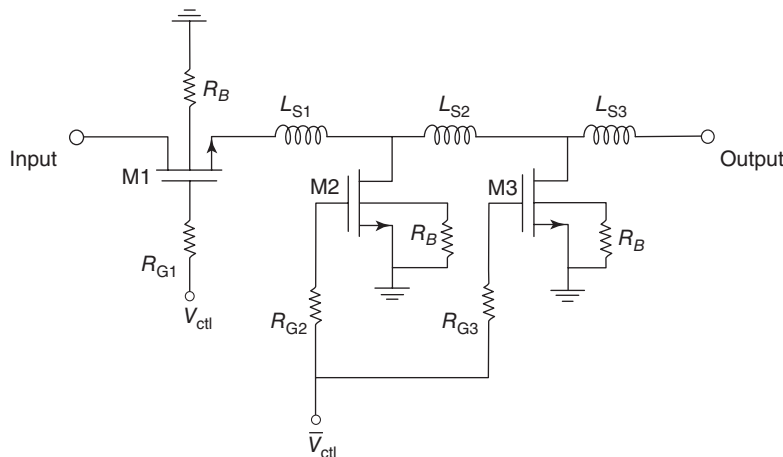 R_B
L_S1
L_S2
L_S3
Input
Output
M1
M2
M3
R_G1
R_B
R_B
V_ctl
R_G2
R_G3
V̅_ctl